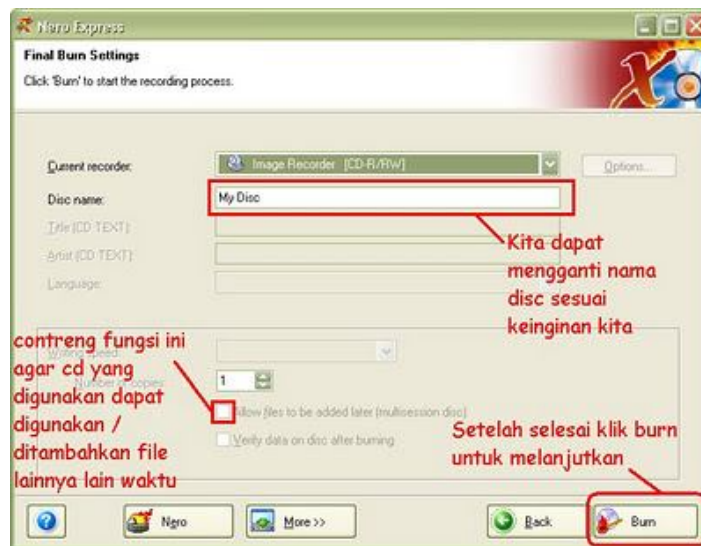 Nero Express
Final Burn Settings
Click 'Burn' to start the recording process.
Current recorder:
Image Recorder [CD-R/RW]
Options...
Disc name:
My Disc
Title (CD TEXT):
Artist (CD TEXT):
Language:
Kita dapat
mengganti nama
disc sesuai
keinginan kita
contreng fungsi ini
agar cd yang
digunakan dapat
digunakan /
ditambahkan file
lainnya lain waktu
Writing speed:
Number of copies:
1
Allow files to be added later (multisession disc)
Verify data on disc after burning
Setelah selesai klik burn
untuk melanjutkan
Nero
More >>
Back
Burn